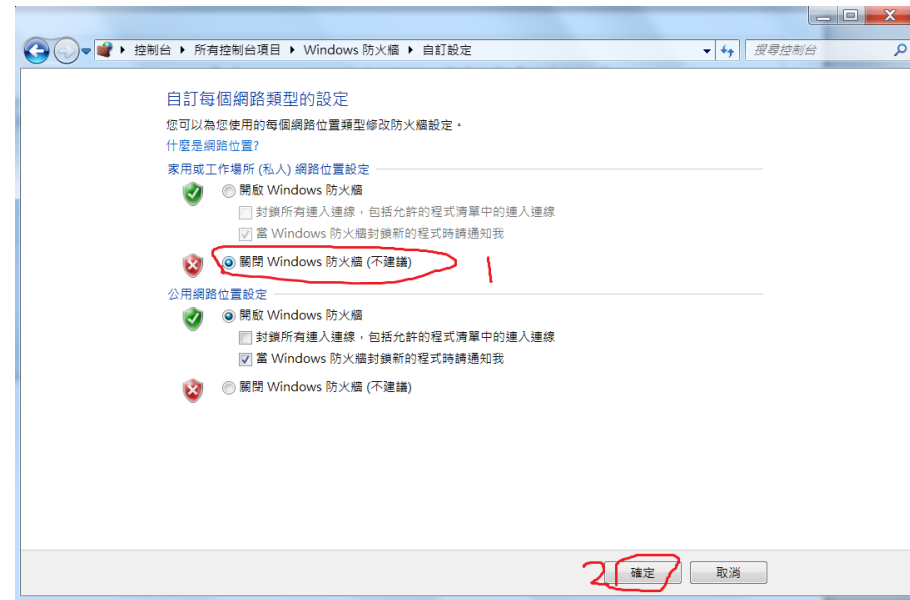 控制台 ▸ 所有控制台項目 ▸ Windows 防火牆 ▸ 自訂設定
搜尋控制台
自訂每個網路類型的設定
您可以為您使用的每個網路位置類型修改防火牆設定。
什麼是網路位置?
家用或工作場所 (私人) 網路位置設定
開啟 Windows 防火牆
封鎖所有連入連線，包括允許的程式清單中的連入連線
當 Windows 防火牆封鎖新的程式時請通知我
關閉 Windows 防火牆 (不建議)
1
公用網路位置設定
開啟 Windows 防火牆
封鎖所有連入連線，包括允許的程式清單中的連入連線
當 Windows 防火牆封鎖新的程式時請通知我
關閉 Windows 防火牆 (不建議)
2 確定 取消